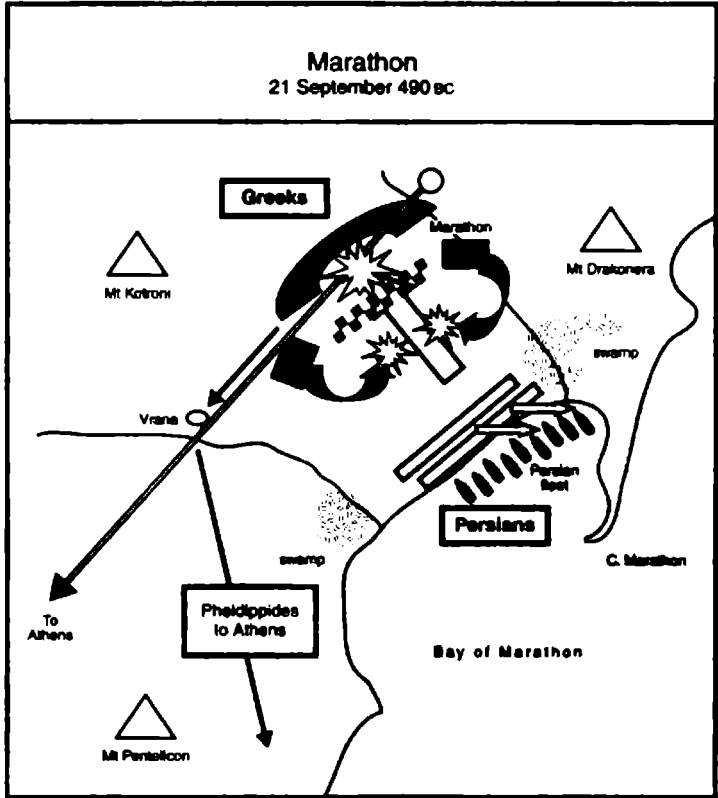 Marathon
21 September 490 BC
Greeks
Marathon
Mt Kotroni
Mt Drakonera
swamp
Vrana
Persian
fleet
Persians
swamp
C. Marathon
To
Athens
Pheidippides
to Athens
Bay of Marathon
Mt Pentelicon